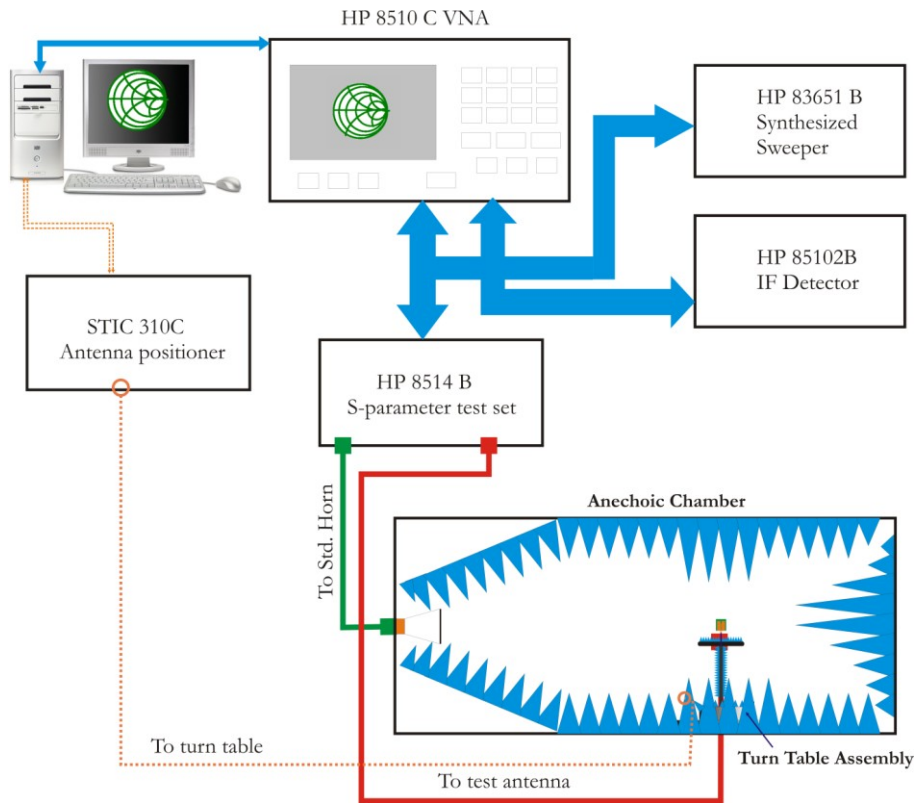 HP 8510 C VNA
HP 83651 B
Synthesized
Sweeper
HP 85102B
IF Detector
STIC 310C
Antenna positioner
HP 8514 B
S-parameter test set
To Std. Horn
Anechoic Chamber
To turn table
To test antenna
Turn Table Assembly